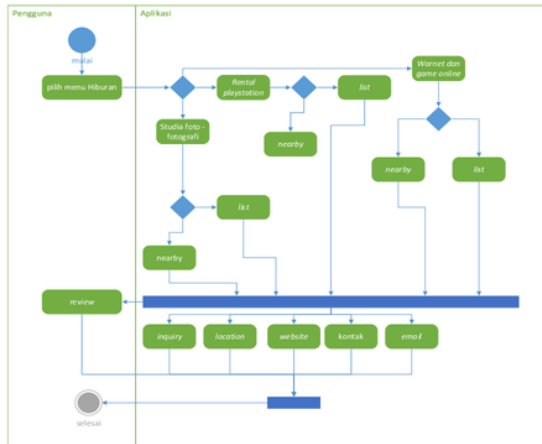 Pengguna
Aplikasi
mulai
pilih menu Hiburan
Rental
playstation
list
Warnet dan
game online
Studia foto -
fotografi
nearby
nearby
list
list
nearby
review
inquiry
location
website
kontak
email
selesai